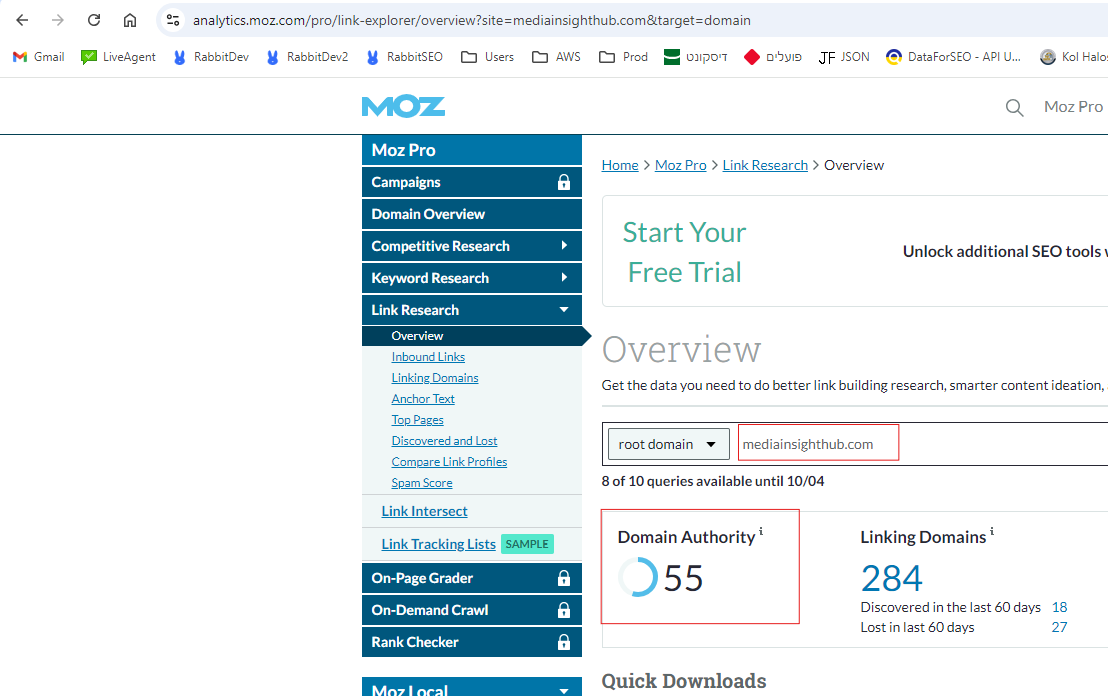 analytics.moz.com/pro/link-explorer/overview?site=mediainsighthub.com&target=domain
Gmail LiveAgent RabbitDev RabbitDev2 RabbitSEO Users AWS Prod דיסקונט פועלים JF JSON DataForSEO - API U... Kol Halos
MOZ
Moz Pro
Moz Pro
Campaigns
Domain Overview
Competitive Research
Keyword Research
Link Research
Overview
Inbound Links
Linking Domains
Anchor Text
Top Pages
Discovered and Lost
Compare Link Profiles
Spam Score
Link Intersect
Link Tracking Lists SAMPLE
On-Page Grader
On-Demand Crawl
Rank Checker
Moz Local
Home > Moz Pro > Link Research > Overview
Start Your
Free Trial
Unlock additional SEO tools
Overview
Get the data you need to do better link building research, smarter content ideation,
root domain mediainsighthub.com
8 of 10 queries available until 10/04
Domain Authority i
55
Linking Domains i
284
Discovered in the last 60 days 18
Lost in last 60 days 27
Quick Downloads